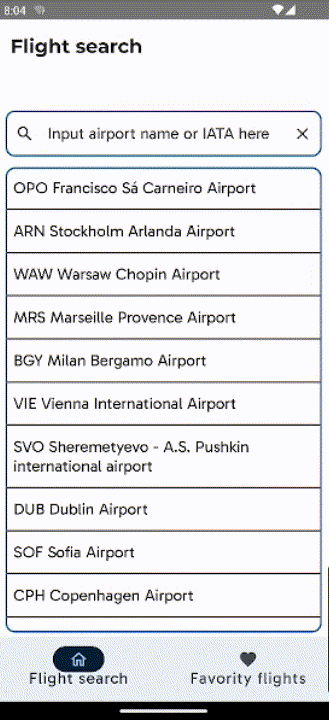 8:04
Flight search
Input airport name or IATA here
OPO Francisco Sá Carneiro Airport
ARN Stockholm Arlanda Airport
WAW Warsaw Chopin Airport
MRS Marseille Provence Airport
BGY Milan Bergamo Airport
VIE Vienna International Airport
SVO Sheremetyevo - A.S. Pushkin
international airport
DUB Dublin Airport
SOF Sofia Airport
CPH Copenhagen Airport
Flight search
Favority flights